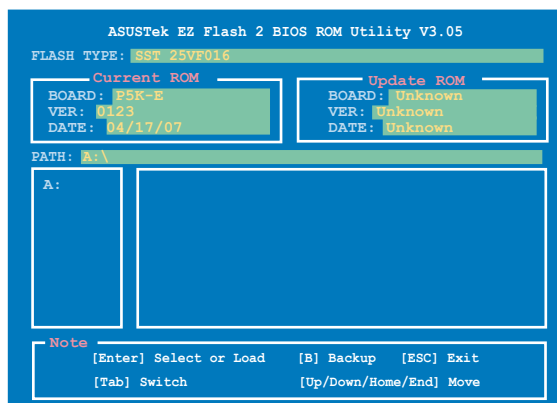 ASUSTek EZ Flash 2 BIOS ROM Utility V3.05
FLASH TYPE: SST 25VF016
Current ROM
BOARD: P5K-E
VER: 0123
DATE: 04/17/07
Update ROM
BOARD: Unknown
VER: Unknown
DATE: Unknown
PATH: A:\
A:
Note
[Enter] Select or Load [B] Backup [ESC] Exit
[Tab] Switch [Up/Down/Home/End] Move